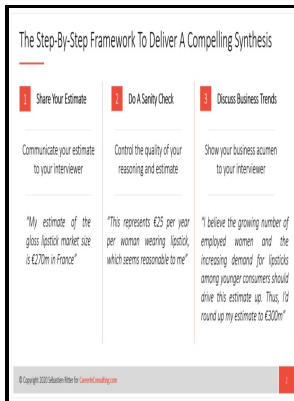 The Step-By-Step Framework To Deliver A Compelling Synthesis
1 Share Your Estimate
Communicate your estimate
to your interviewer
"My estimate of the
gloss lipstick market size
is €270m in France"
2 Do A Sanity Check
Control the quality of your
reasoning and estimate
"This represents €25 per year
per woman wearing lipstick,
which seems reasonable to me"
3 Discuss Business Trends
Show your business acumen
to your interviewer
"I believe the growing number of
employed women and the
increasing demand for lipsticks
among younger consumers should
drive this estimate up. Thus, I'd
round up my estimate to €300m"
© Copyright 2020 Sébastien Ritter for CareerInConsulting.com